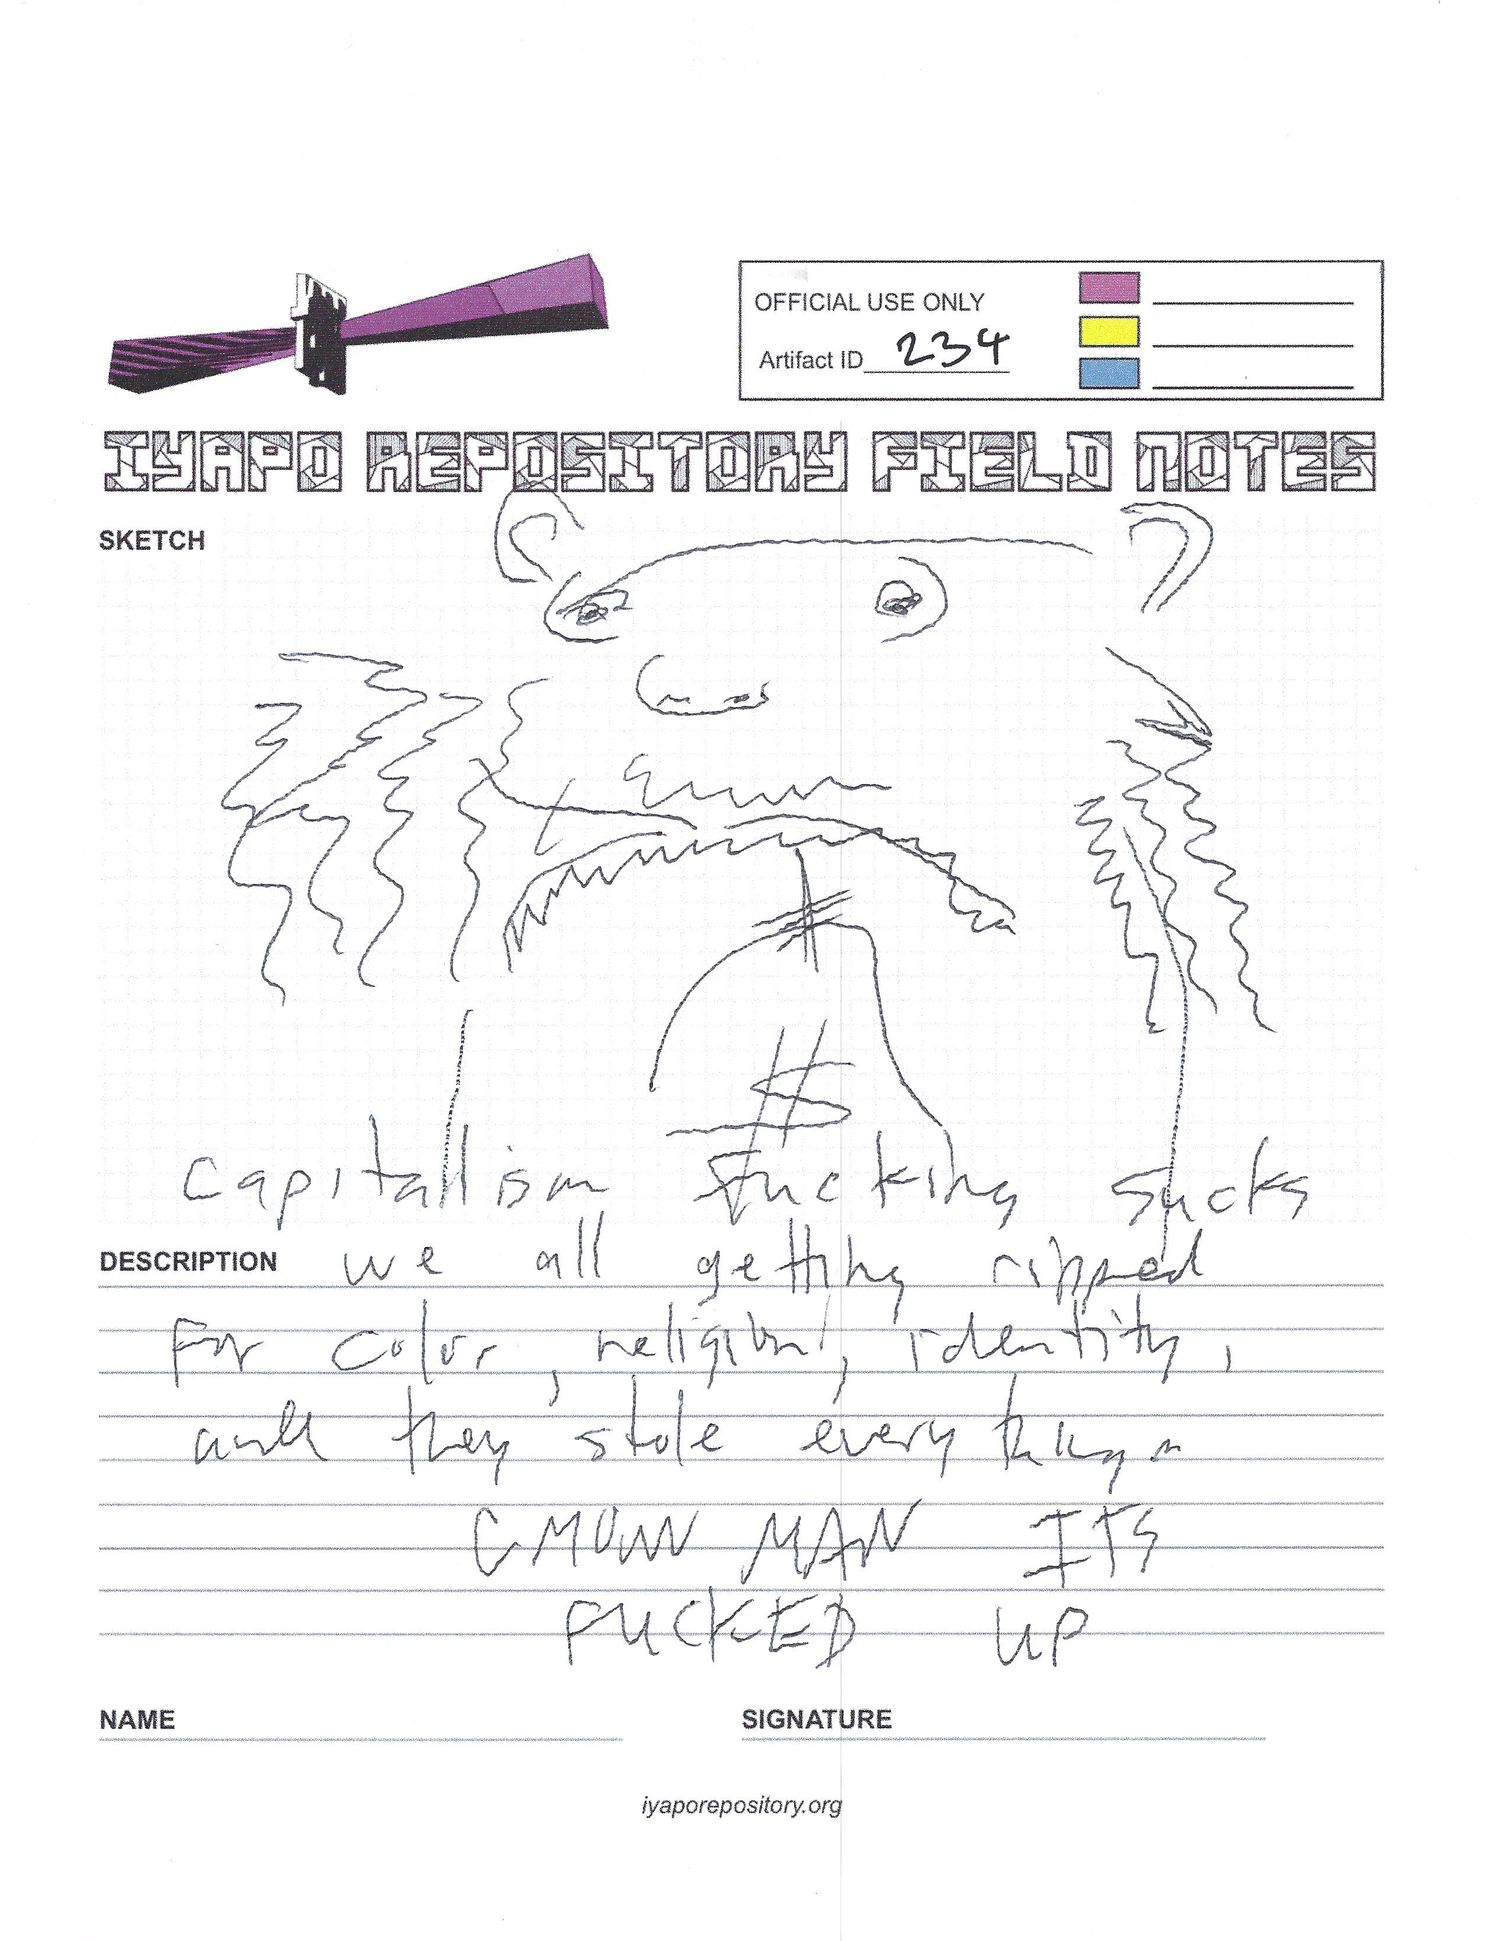 OFFICIAL USE ONLY
Artifact ID 234
IYAPO REPOSITORY FIELD NOTES
SKETCH
$
Capitalism Fucking sucks
DESCRIPTION we all getting ripped
For color, religion, identity,
and they stole everything.
CMONN MAN ITS
FUCKED UP
NAME
SIGNATURE
iyaporepository.org